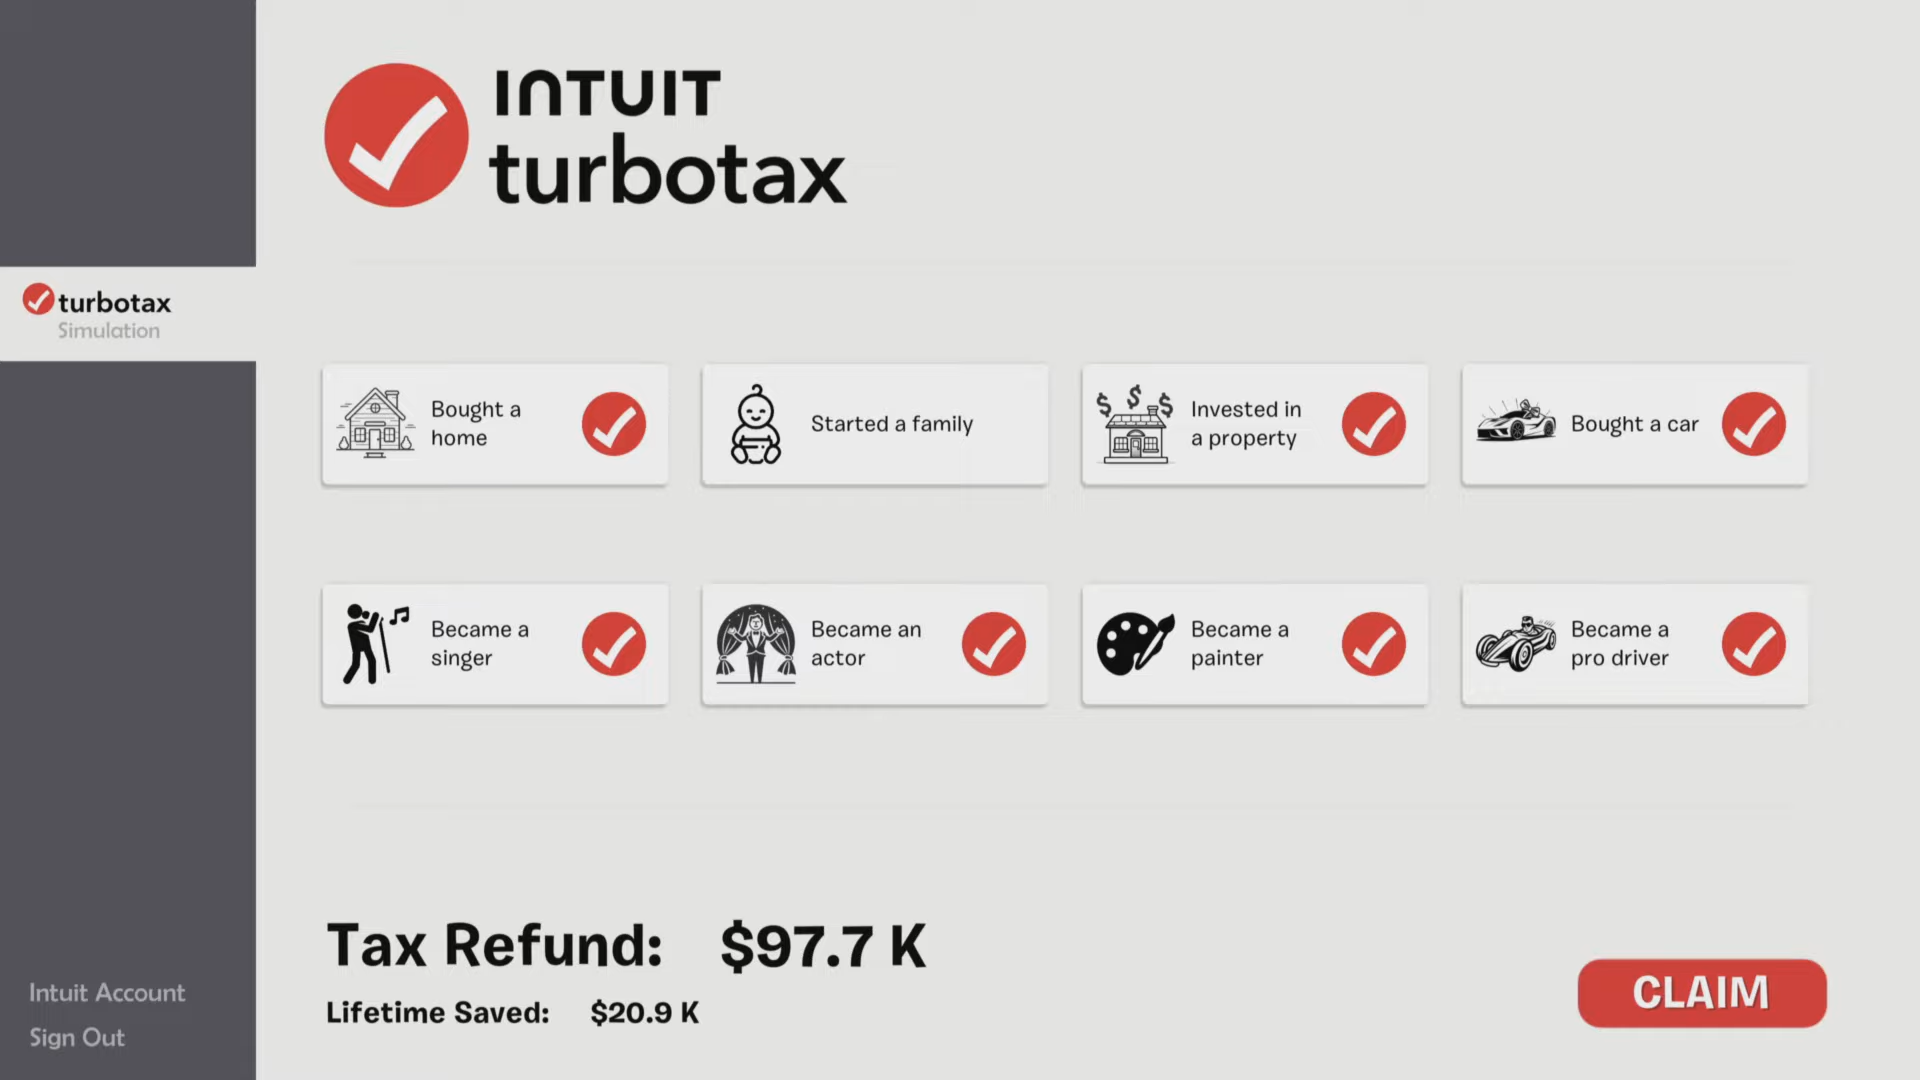 INTUIT
turbotax
turbotax
Simulation
Bought a
home
Started a family
Invested in
a property
Bought a car
Became a
singer
Became an
actor
Became a
painter
Became a
pro driver
Tax Refund: $97.7 K
Lifetime Saved: $20.9 K
CLAIM
Intuit Account
Sign Out